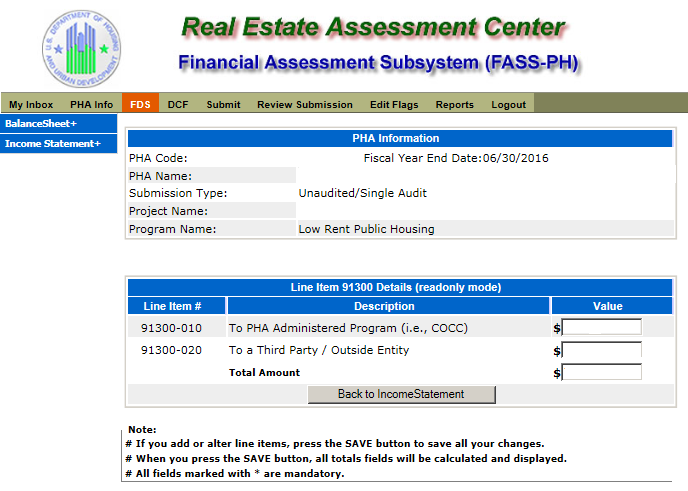 Real Estate Assessment Center
U.S. DEPARTMENT OF HOUSING AND URBAN DEVELOPMENT
Financial Assessment Subsystem (FASS-PH)
My Inbox PHA Info FDS DCF Submit Review Submission Edit Flags Reports Logout
BalanceSheet+
Income Statement+
PHA Information
PHA Code: Fiscal Year End Date:06/30/2016
PHA Name:
Submission Type: Unaudited/Single Audit
Project Name:
Program Name: Low Rent Public Housing
Line Item 91300 Details (readonly mode)
Line Item # Description Value
91300-010 To PHA Administered Program (i.e., COCC) $
91300-020 To a Third Party / Outside Entity $
Total Amount $
Back to IncomeStatement
Note:
# If you add or alter line items, press the SAVE button to save all your changes.
# When you press the SAVE button, all totals fields will be calculated and displayed.
# All fields marked with * are mandatory.